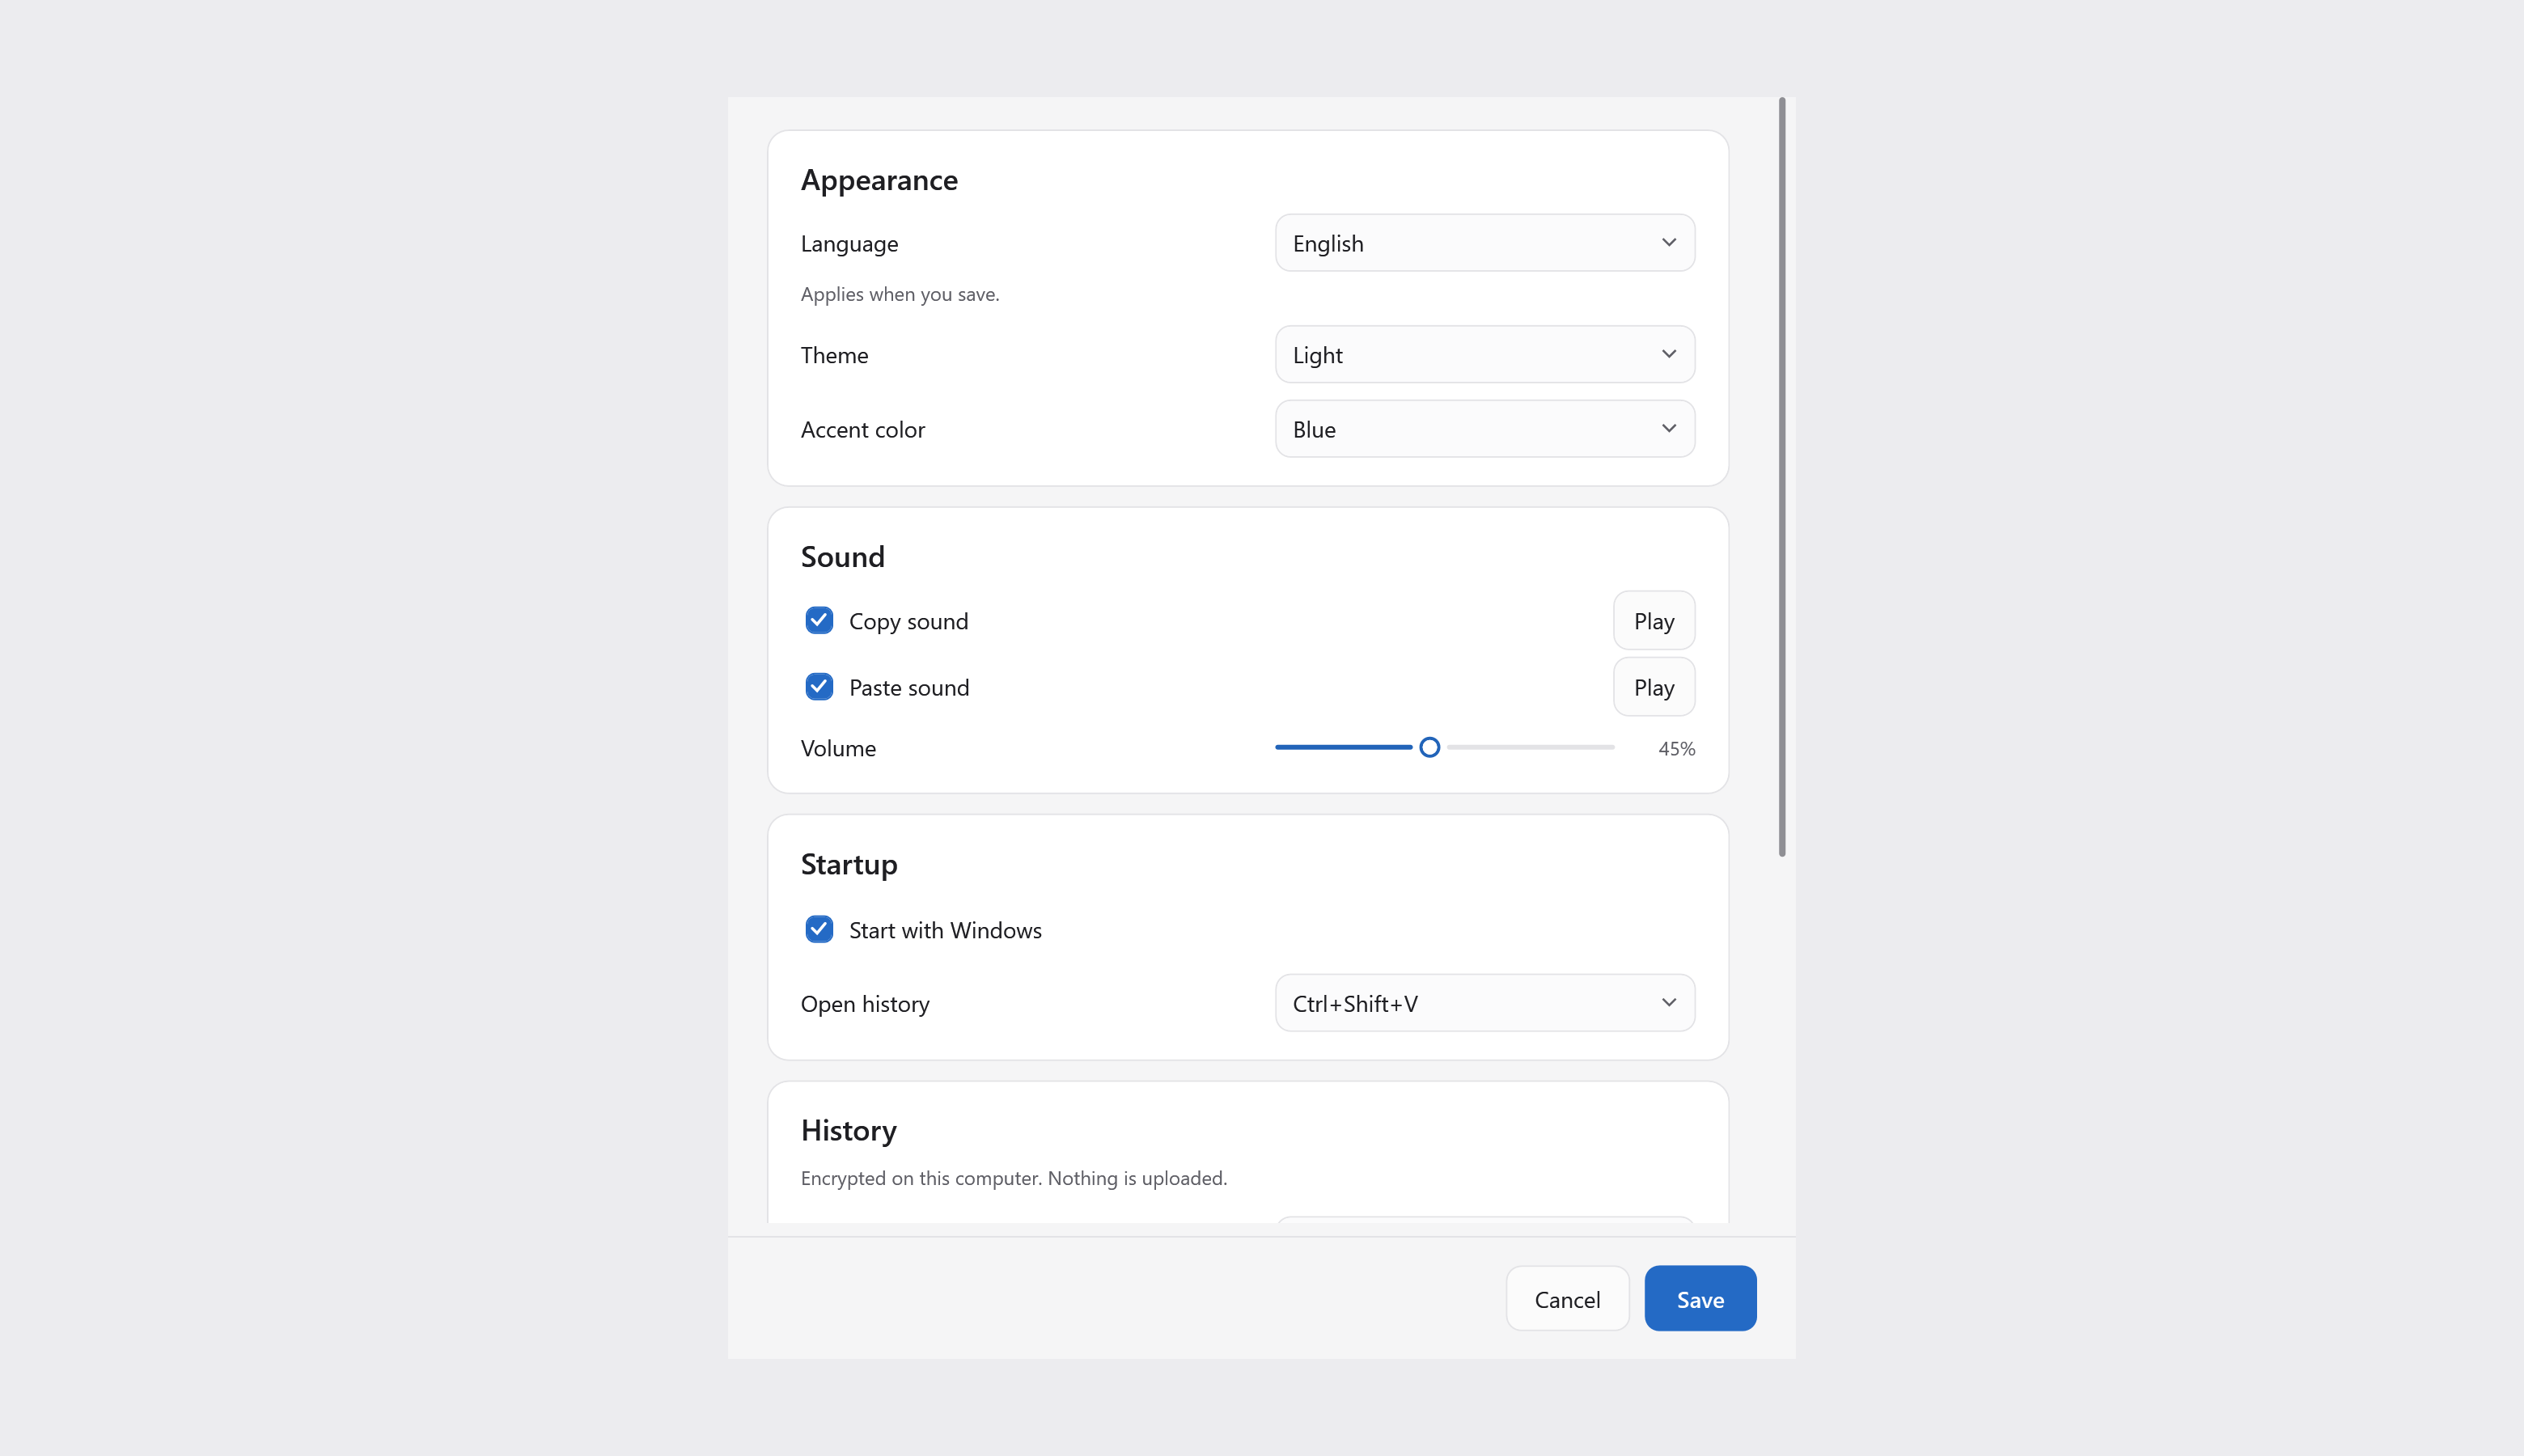 Appearance
Language
English
Applies when you save.
Theme
Light
Accent color
Blue
Sound
Copy sound
Play
Paste sound
Play
Volume
45%
Startup
Start with Windows
Open history
Ctrl+Shift+V
History
Encrypted on this computer. Nothing is uploaded.
Cancel
Save